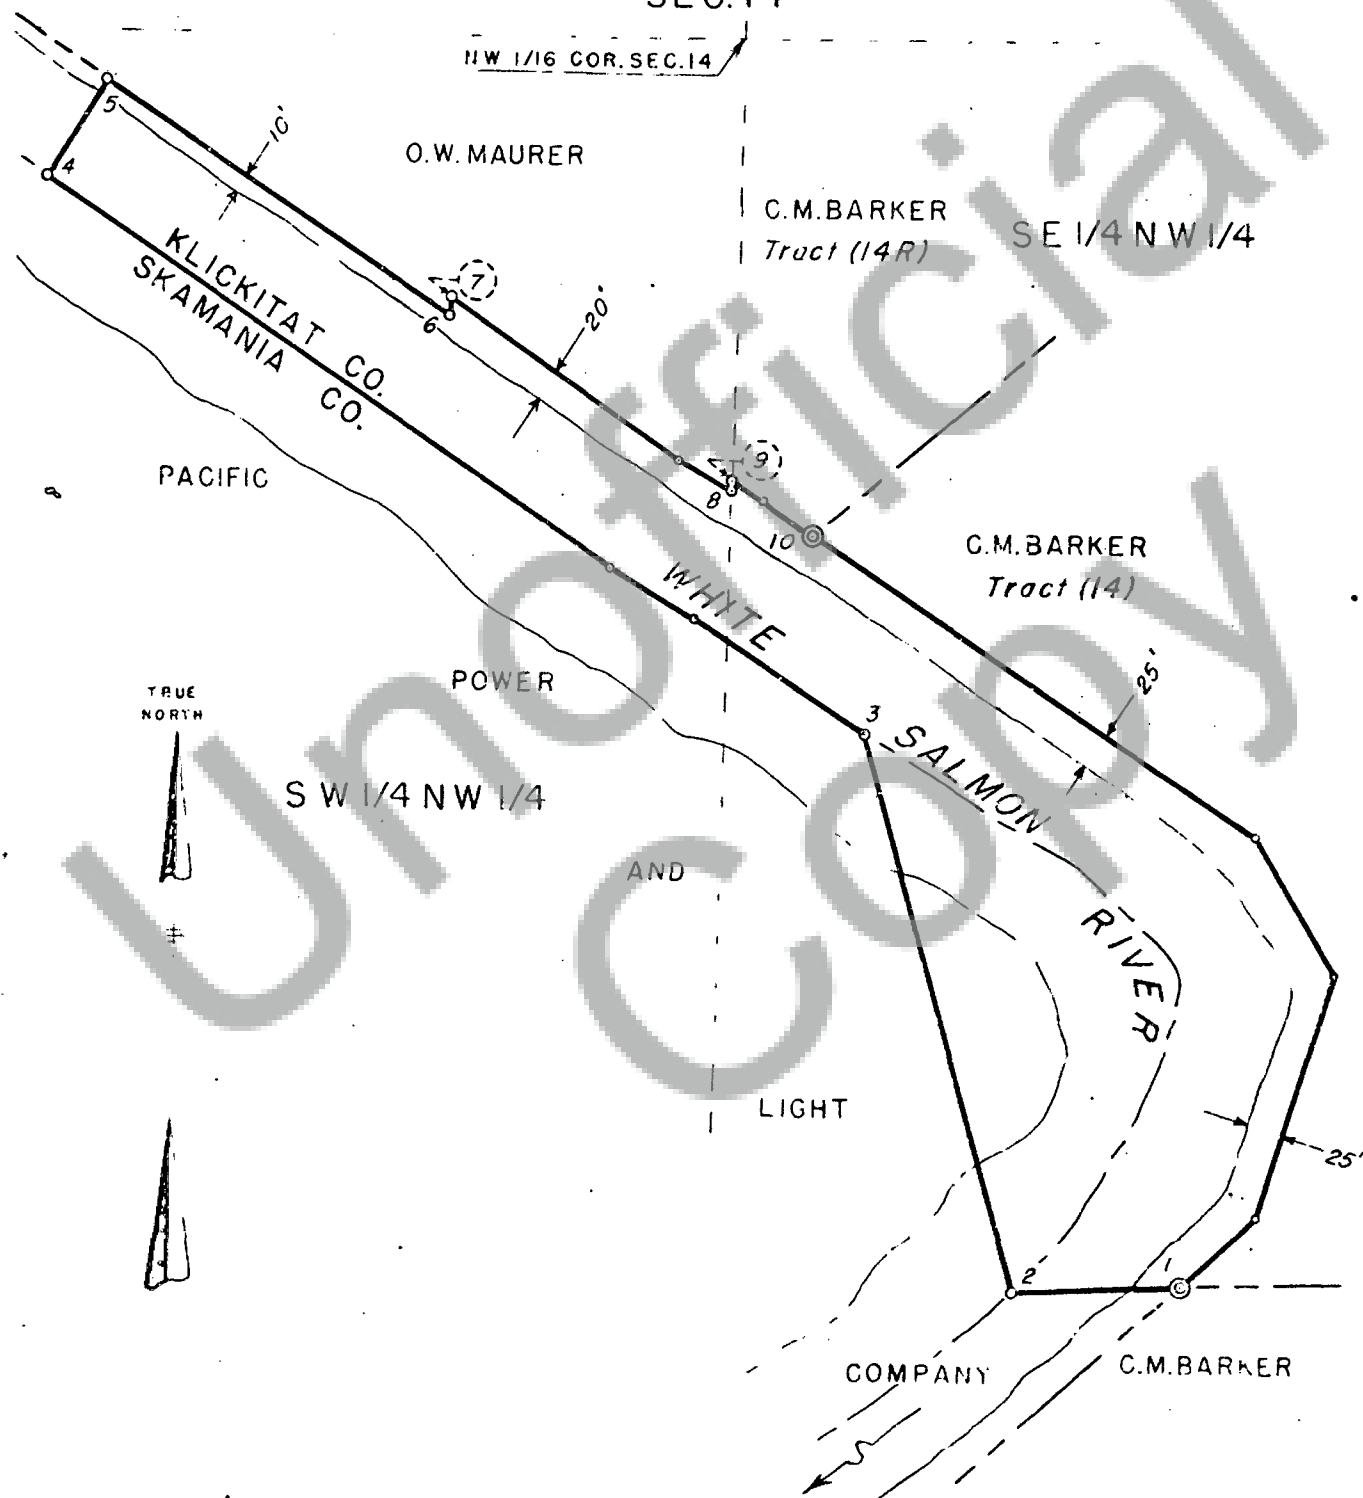 SEC. 14
NW 1/16 COR. SEC. 14
5
10'
O.W. MAURER
4
C.M. BARKER
Tract (14R)
SE 1/4 NW 1/4
KLICKITAT CO.
SKAMANIA CO.
7
6
20'
PACIFIC
9
8
10
C.M. BARKER
Tract (14)
WHITE
POWER
25'
TRUE
NORTH
3
SALMON
SW 1/4 NW 1/4
AND
RIVER
LIGHT
25'
2
1
COMPANY
C.M. BARKER
Unofficial
Copy